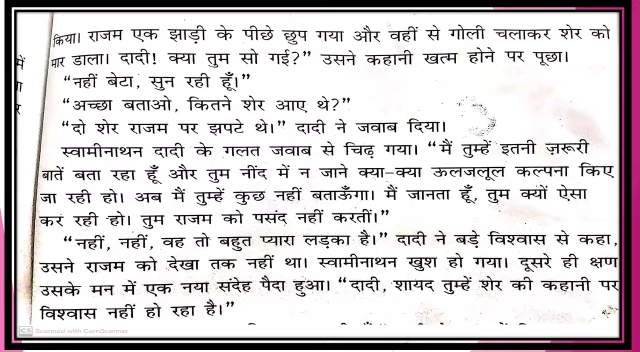 किया। राजम एक झाड़ी के पीछे छुप गया और वहीं से गोली चलाकर शेर को
मार डाला। दादी! क्या तुम सो गई?” उसने कहानी खत्म होने पर पूछा।
“नहीं बेटा, सुन रही हूँ।”
“अच्छा बताओ, कितने शेर आए थे?”
“दो शेर राजम पर झपटे थे।” दादी ने जवाब दिया।
स्वामीनाथन दादी के गलत जवाब से चिढ़ गया। “मैं तुम्हें इतनी ज़रूरी
बातें बता रहा हूँ और तुम नींद में न जाने क्या-क्या ऊलजलूल कल्पना किए
जा रही हो। अब मैं तुम्हें कुछ नहीं बताऊँगा। मैं जानता हूँ, तुम क्यों ऐसा
कर रही हो। तुम राजम को पसंद नहीं करतीं।”
“नहीं, नहीं, वह तो बहुत प्यारा लड़का है।” दादी ने बड़े विश्वास से कहा,
उसने राजम को देखा तक नहीं था। स्वामीनाथन खुश हो गया। दूसरे ही क्षण
उसके मन में एक नया संदेह पैदा हुआ। “दादी, शायद तुम्हें शेर की कहानी पर
विश्वास नहीं हो रहा है।”
CS Scanned with CamScanner